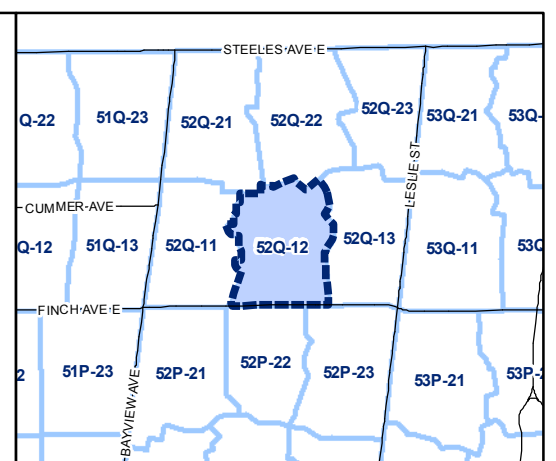 STEELES AVE E
Q-22
51Q-23
52Q-21
52Q-22
52Q-23
53Q-21
53Q-
LESLIE ST
CUMMER AVE
Q-12
51Q-13
52Q-11
52Q-12
52Q-13
53Q-11
53Q
FINCH AVE E
2
51P-23
52P-21
52P-22
52P-23
53P-21
53P-2
BAYVIEW AVE